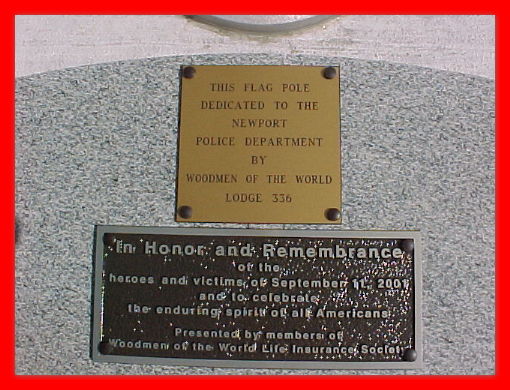 THIS FLAG POLE
DEDICATED TO THE
NEWPORT
POLICE DEPARTMENT
BY
WOODMEN OF THE WORLD
LODGE 336
In Honor and Remembrance
of the
heroes and victims of September 11, 2001
and to celebrate
the enduring spirit of all Americans
Presented by members of
Woodmen of the World Life Insurance Society